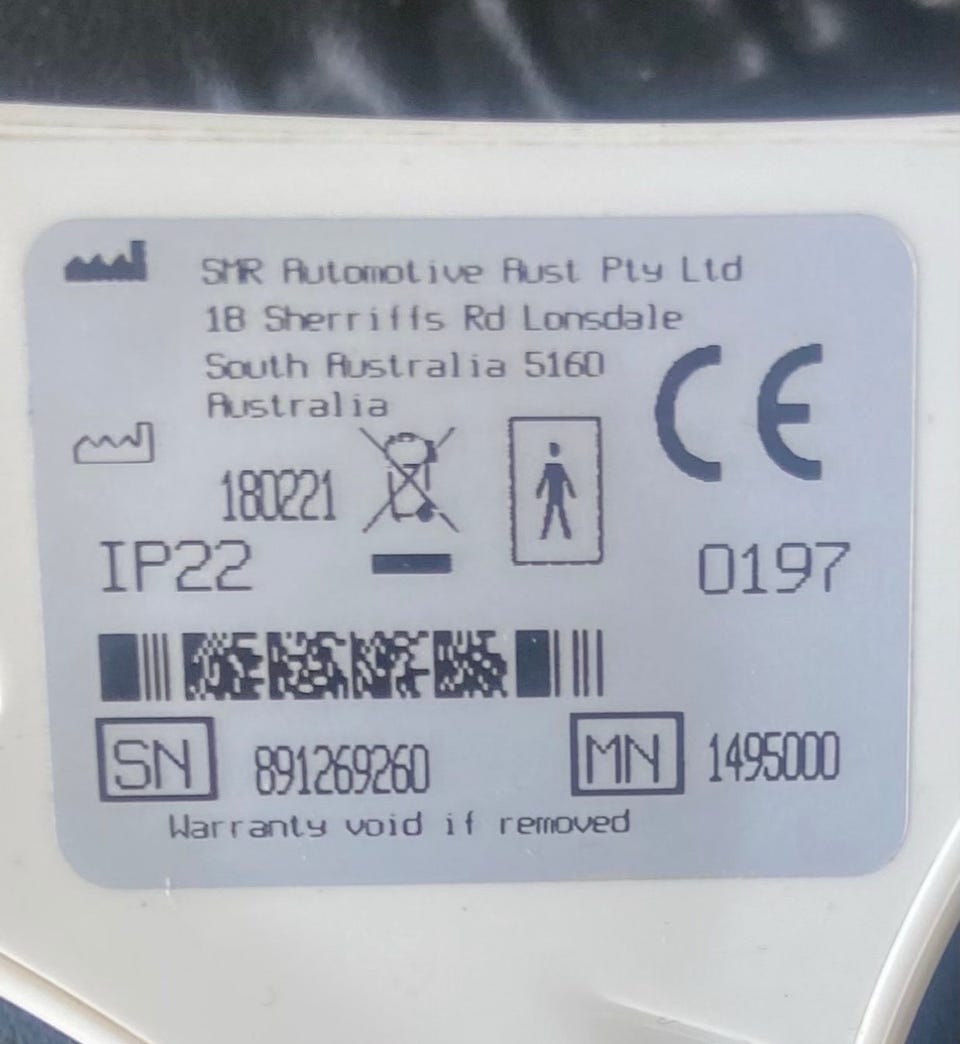 SMR Automotive Aust Pty Ltd
18 Sherriffs Rd Lonsdale
South Australia 5160
Australia
CE
180221
IP22
0197
SN 891269260 MN 1495000
Warranty void if removed